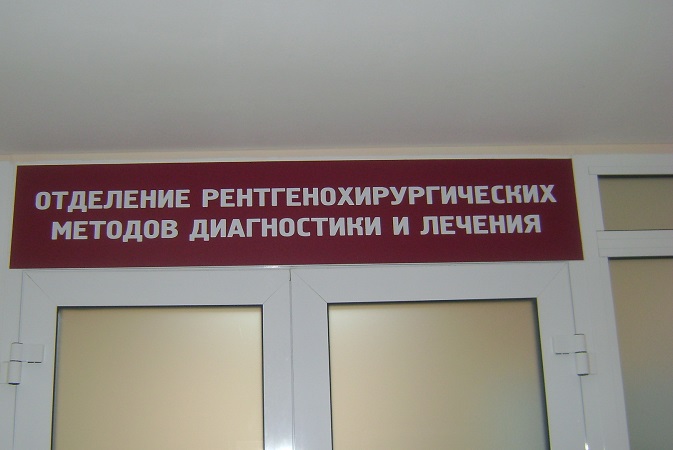 ОТДЕЛЕНИЕ РЕНТГЕНОХИРУРГИЧЕСКИХ
МЕТОДОВ ДИАГНОСТИКИ И ЛЕЧЕНИЯ